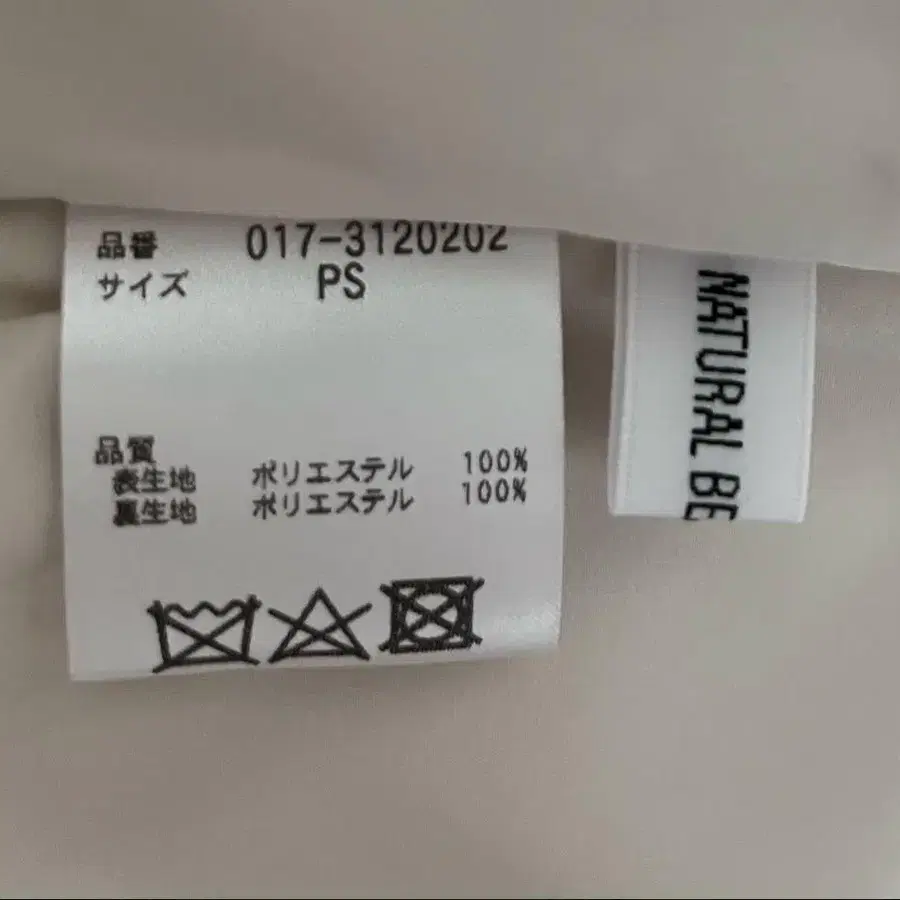 品番 017-3120202
サイズ PS
品質
表生地 ポリエステル 100%
裏生地 ポリエステル 100%
NATURAL BE